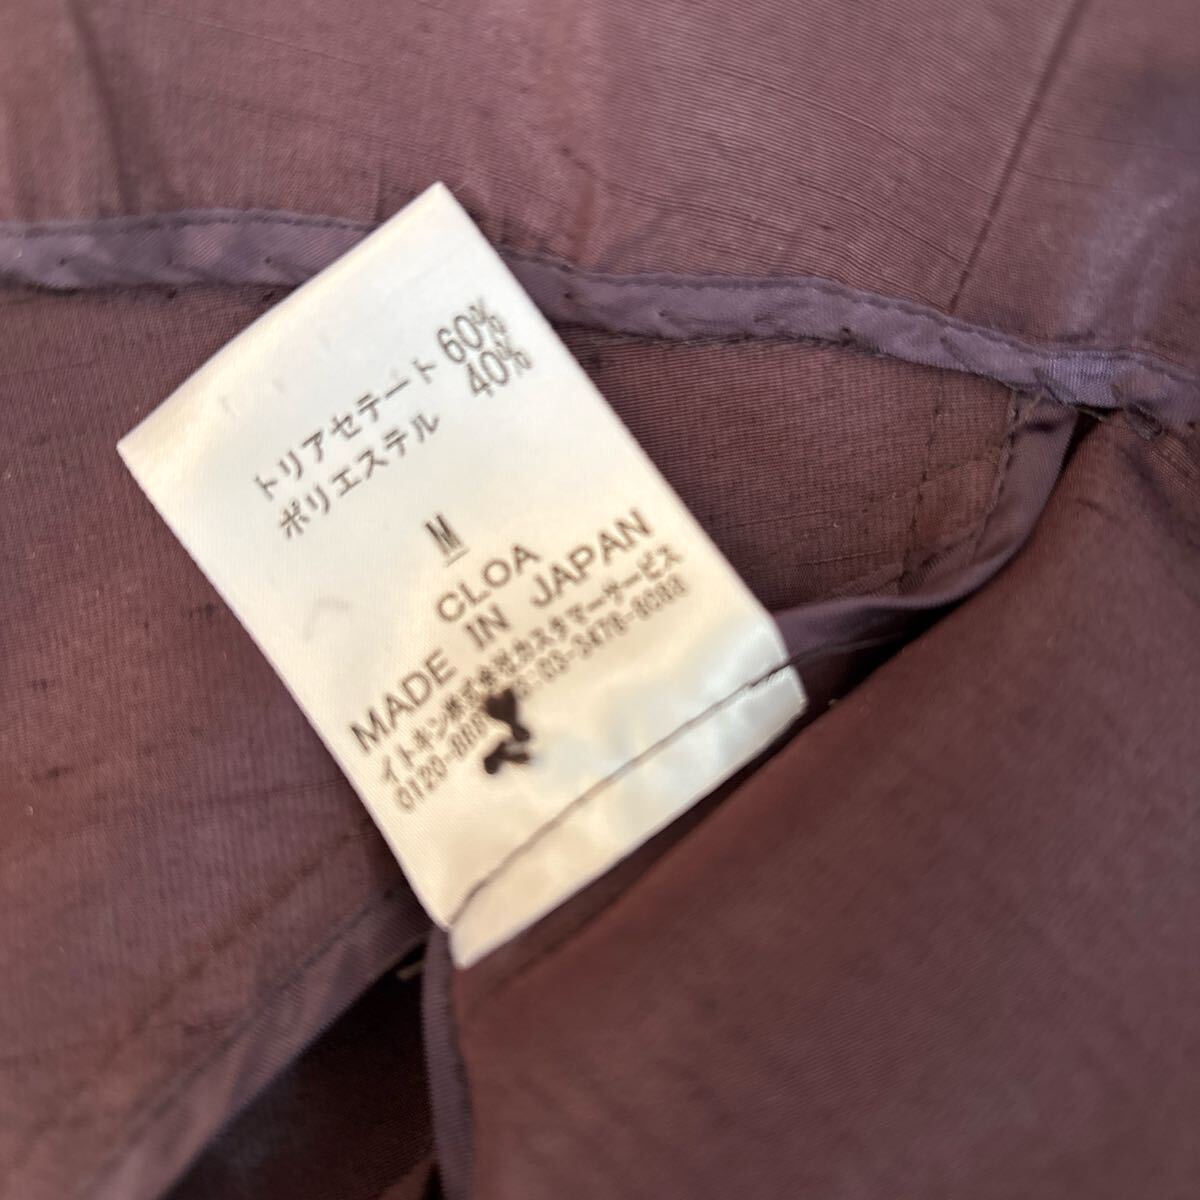 トリアセテート 60%
ポリエステル 40%
M
CLOA
MADE IN JAPAN
イトキン株式会社カスタマーサービス